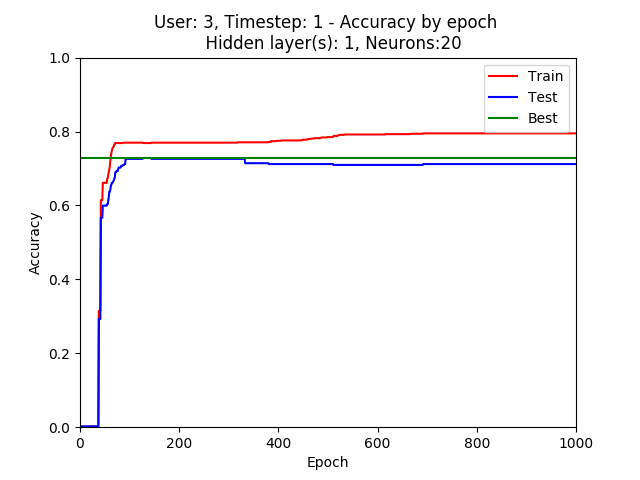 User: 3, Timestep: 1 - Accuracy by epoch
Hidden layer(s): 1, Neurons:20
1.0
0.8
0.6
0.4
0.2
0.0
Accuracy
Train
Test
Best
0
200
400
600
800
1000
Epoch